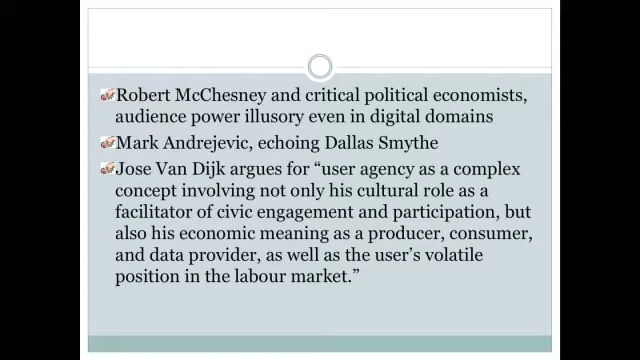 Robert McChesney and critical political economists,
audience power illusory even in digital domains
Mark Andrejevic, echoing Dallas Smythe
Jose Van Dijk argues for “user agency as a complex
concept involving not only his cultural role as a
facilitator of civic engagement and participation, but
also his economic meaning as a producer, consumer,
and data provider, as well as the user’s volatile
position in the labour market.”